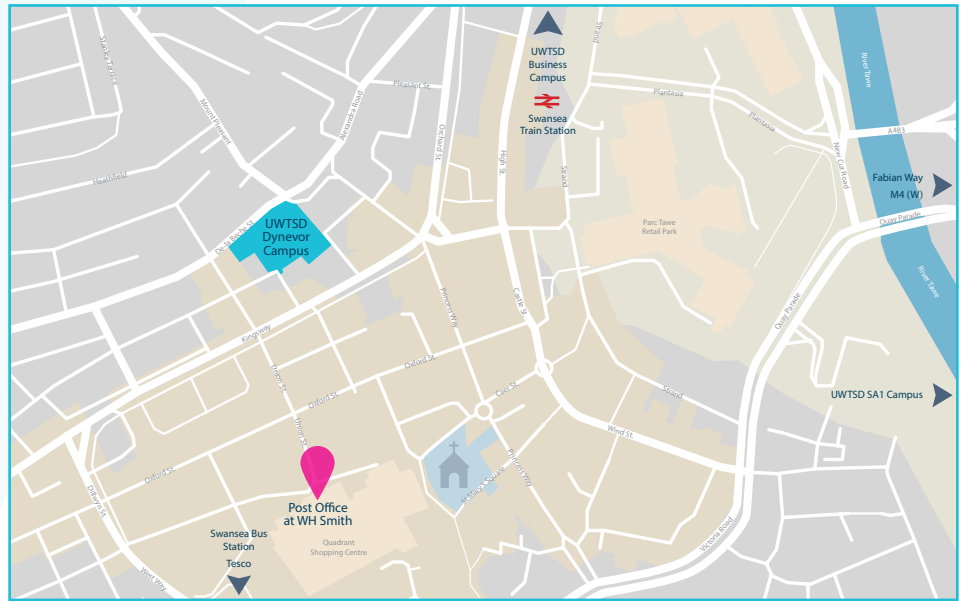 Stanley Terrace
Mount Pleasant
Pleasant St.
Alexandra Road
Orchard St.
High St.
UWTSD
Business
Campus
Swansea
Train Station
Strand
Strand
Plantasia
Plantasia
New Cut Road
River Tawe
A483
Fabian Way
M4 (W)
Quay Parade
River Tawe
Heathfield
De La Beche St.
UWTSD
Dynevor
Campus
Parc Tawe
Retail Park
Kingsway
Princess Way
Castle St.
Quay Parade
Union St.
Oxford St.
Oxford St.
Caer St.
Strand
UWTSD SA1 Campus
Union St.
Wind St.
Oxford St.
Princess Way
St Mary's Square
Dillwyn St.
Post Office
at WH Smith
Swansea Bus
Station
Tesco
Quadrant
Shopping Centre
Victoria Road
West Way